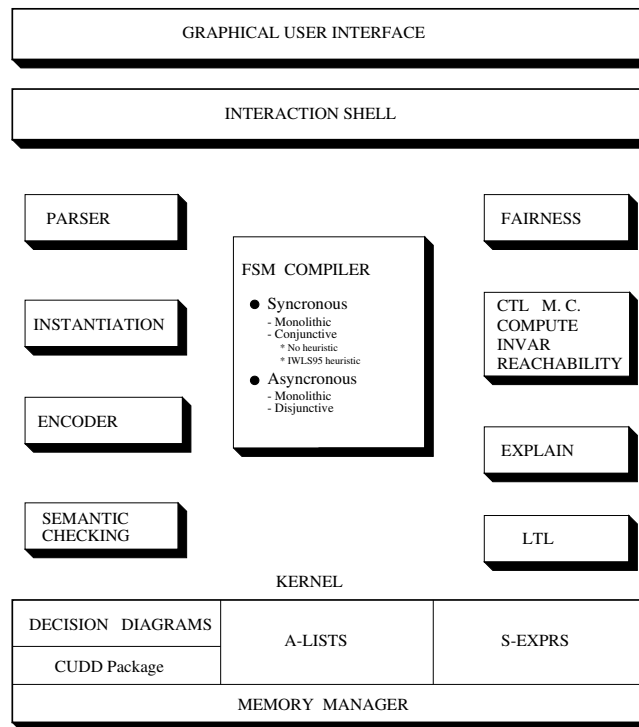 GRAPHICAL USER INTERFACE
INTERACTION SHELL
PARSER
INSTANTIATION
ENCODER
SEMANTIC
CHECKING
FSM COMPILER
● Syncronous
- Monolithic
- Conjunctive
* No heuristic
* IWLS95 heuristic
● Asyncronous
- Monolithic
- Disjunctive
FAIRNESS
CTL M. C.
COMPUTE
INVAR
REACHABILITY
EXPLAIN
LTL
KERNEL
DECISION DIAGRAMS
CUDD Package
A-LISTS
S-EXPRS
MEMORY MANAGER